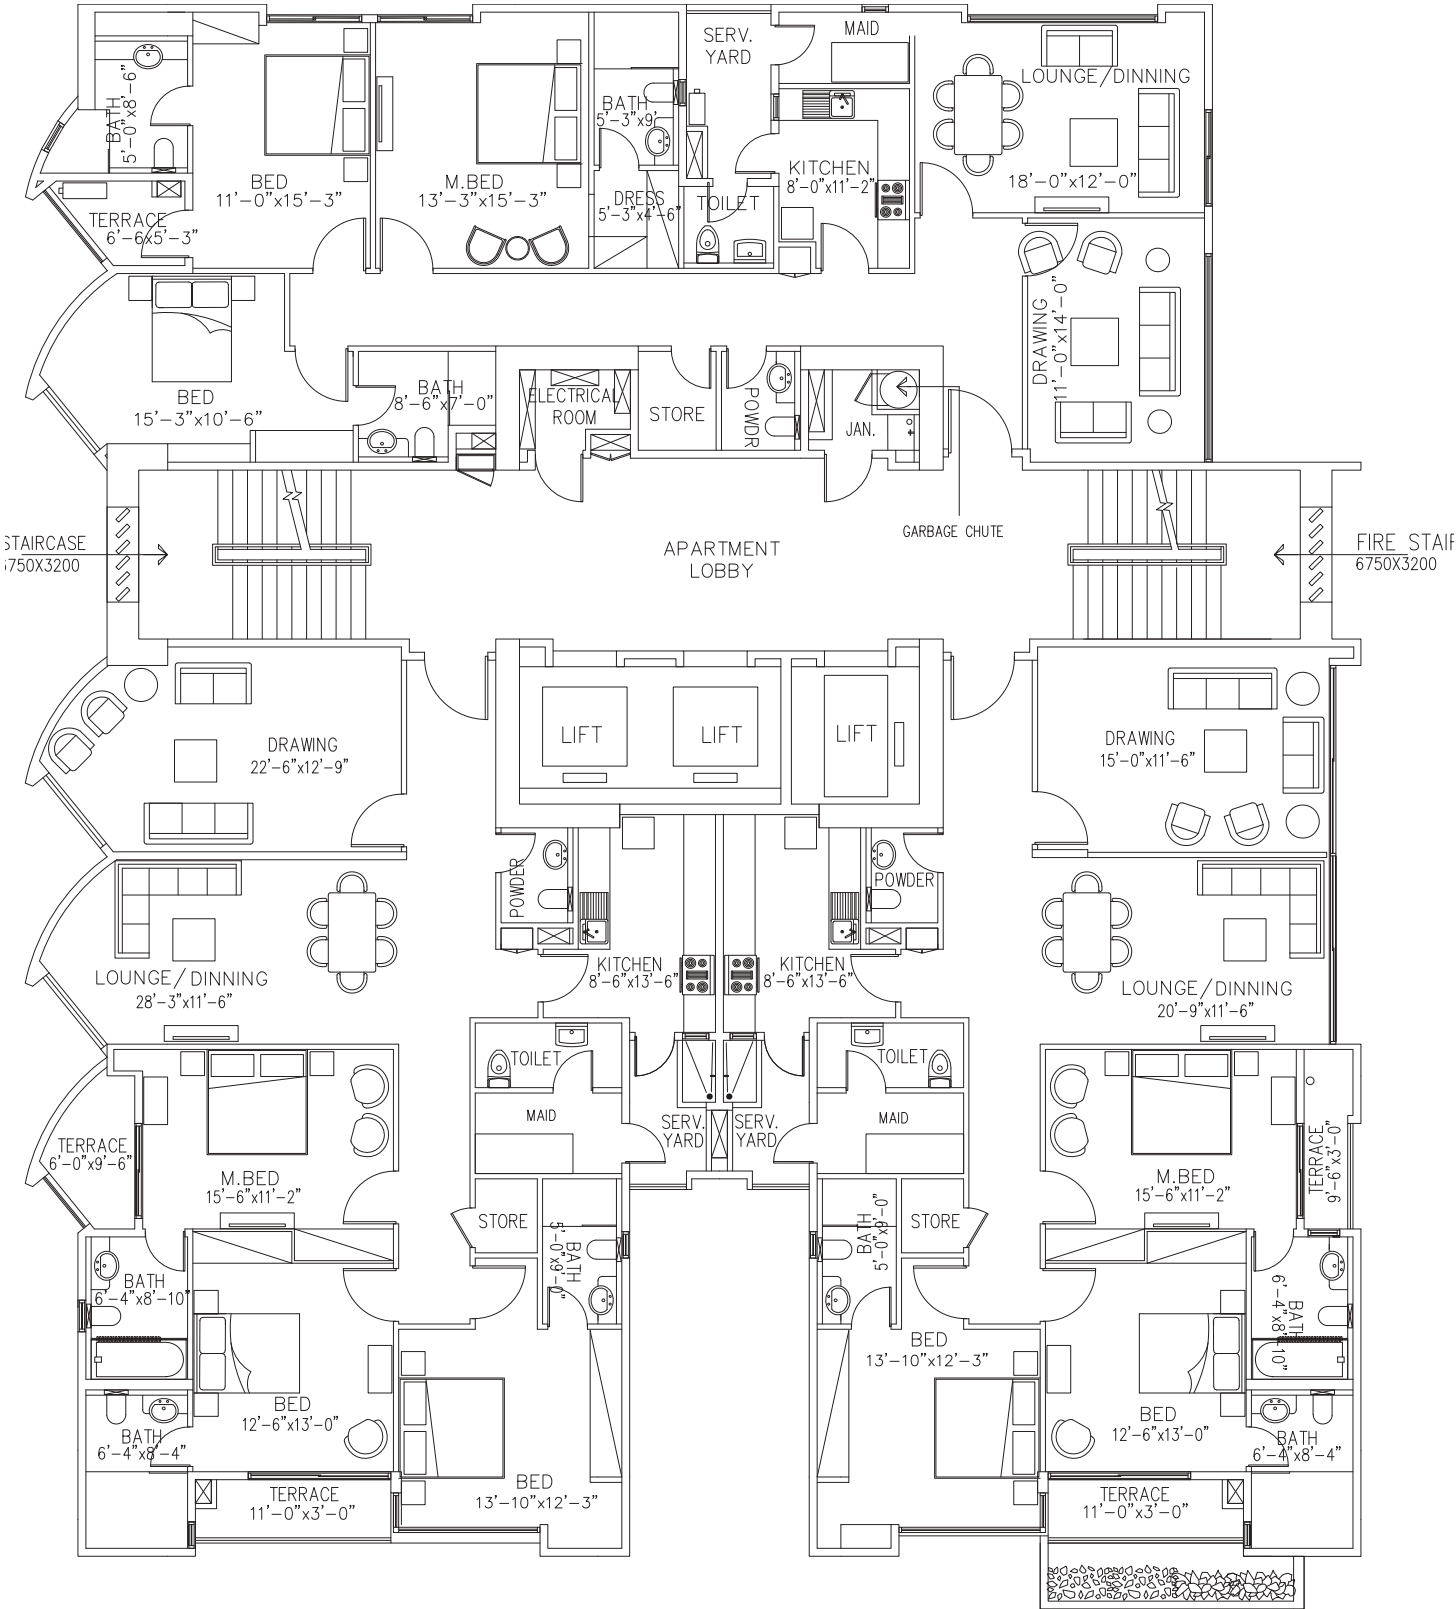 MAID
SERV.
YARD
LOUNGE/DINNING
18'-0"x12'-0"
BATH
5'-0"x8'-6"
BATH
5'-3"x9'
KITCHEN
8'-0"x11'-2"
BED
11'-0"x15'-3"
M.BED
13'-3"x15'-3"
DRESS
5'-3"x4'-6"
TOILET
TERRACE
6'-6x5'-3"
DRAWING
11'-0"x14'-0"
BED
15'-3"x10'-6"
BATH
8'-6"x7'-0"
ELECTRICAL
ROOM
STORE
POWDR
JAN.
GARBAGE CHUTE
STAIRCASE
6750X3200
APARTMENT
LOBBY
FIRE STAIR
6750X3200
LIFT
LIFT
LIFT
DRAWING
22'-6"x12'-9"
DRAWING
15'-0"x11'-6"
POWDER
POWDER
LOUNGE/DINNING
28'-3"x11'-6"
KITCHEN
8'-6"x13'-6"
KITCHEN
8'-6"x13'-6"
LOUNGE/DINNING
20'-9"x11'-6"
TOILET
TOILET
MAID
MAID
SERV.
YARD
SERV.
YARD
TERRACE
6'-0"x9'-6"
M.BED
15'-6"x11'-2"
M.BED
15'-6"x11'-2"
TERRACE
9'-6"x3'-0"
STORE
BATH
5'-0"x9'-0"
BATH
5'-0"x9'-0"
STORE
BATH
6'-4"x8'-10"
BATH
6'-4"x8'-10"
BED
12'-6"x13'-0"
BED
13'-10"x12'-3"
BED
12'-6"x13'-0"
BATH
6'-4"x8'-4"
BATH
6'-4"x8'-4"
BED
13'-10"x12'-3"
TERRACE
11'-0"x3'-0"
TERRACE
11'-0"x3'-0"